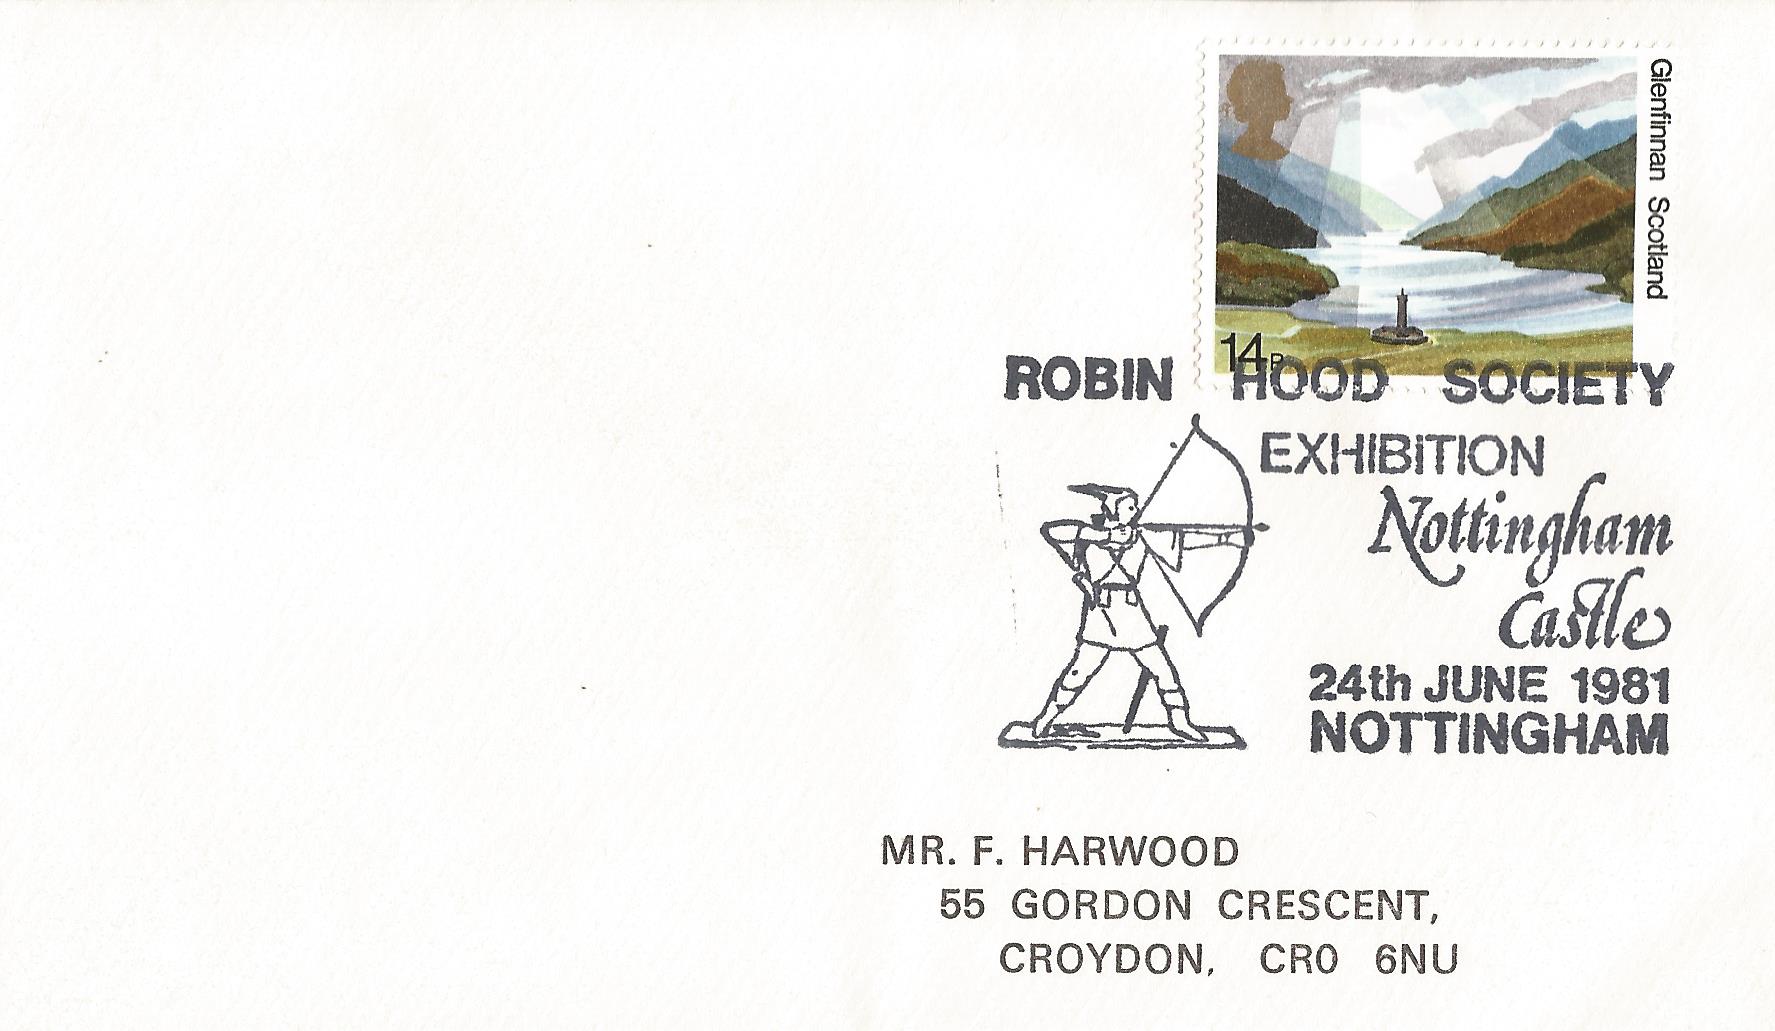 Glenfinnan Scotland
14P
ROBIN HOOD SOCIETY
EXHIBITION
Nottingham
Castle
24th JUNE 1981
NOTTINGHAM
MR. F. HARWOOD
55 GORDON CRESCENT,
CROYDON, CR0 6NU